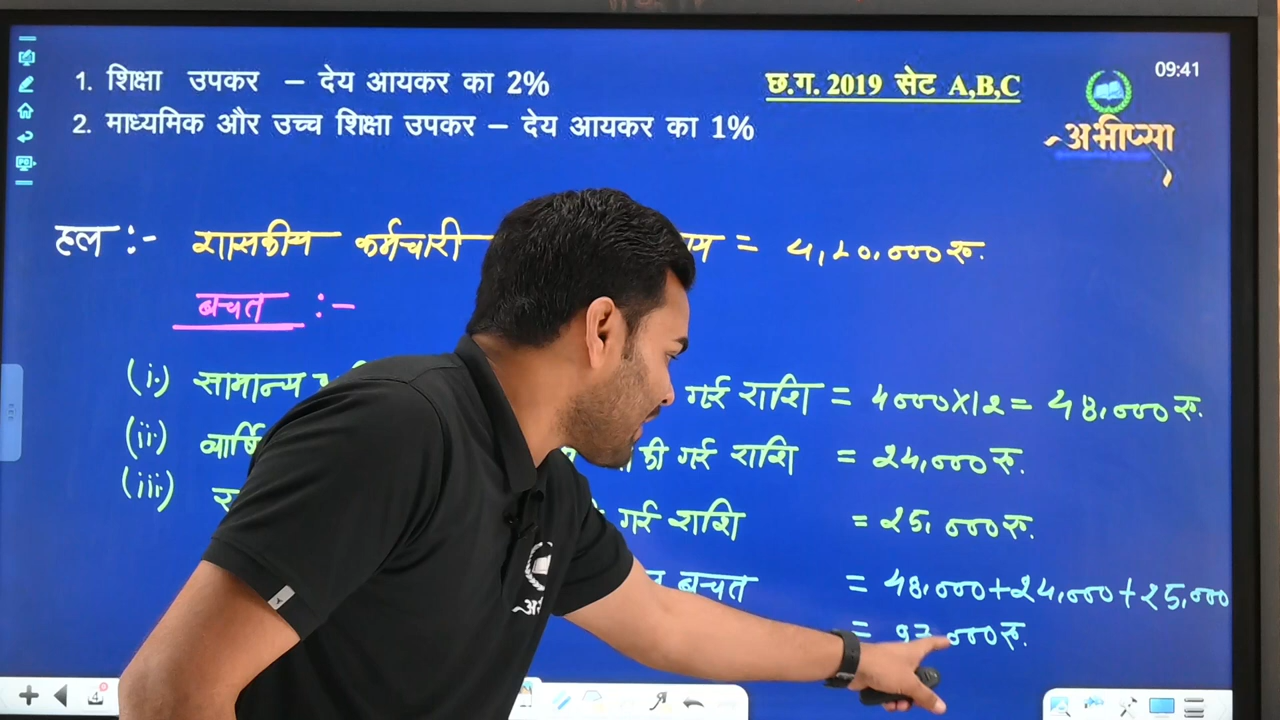 1. शिक्षा उपकर – देय आयकर का 2%
छ.ग. 2019 सेट A,B,C
09:41
2. माध्यमिक और उच्च शिक्षा उपकर – देय आयकर का 1%
अभीप्सा
हल :- शासकीय कर्मचारी = 4,20,000रु.
बचत :-
(i.) सामान्य गई राशि = 4000X12 = 48,000रु.
(ii) की गई राशि = 24,000रु.
(iii) गई राशि = 25,000रु.
बचत = 48,000+24,000+25,000
= 97,000रु.